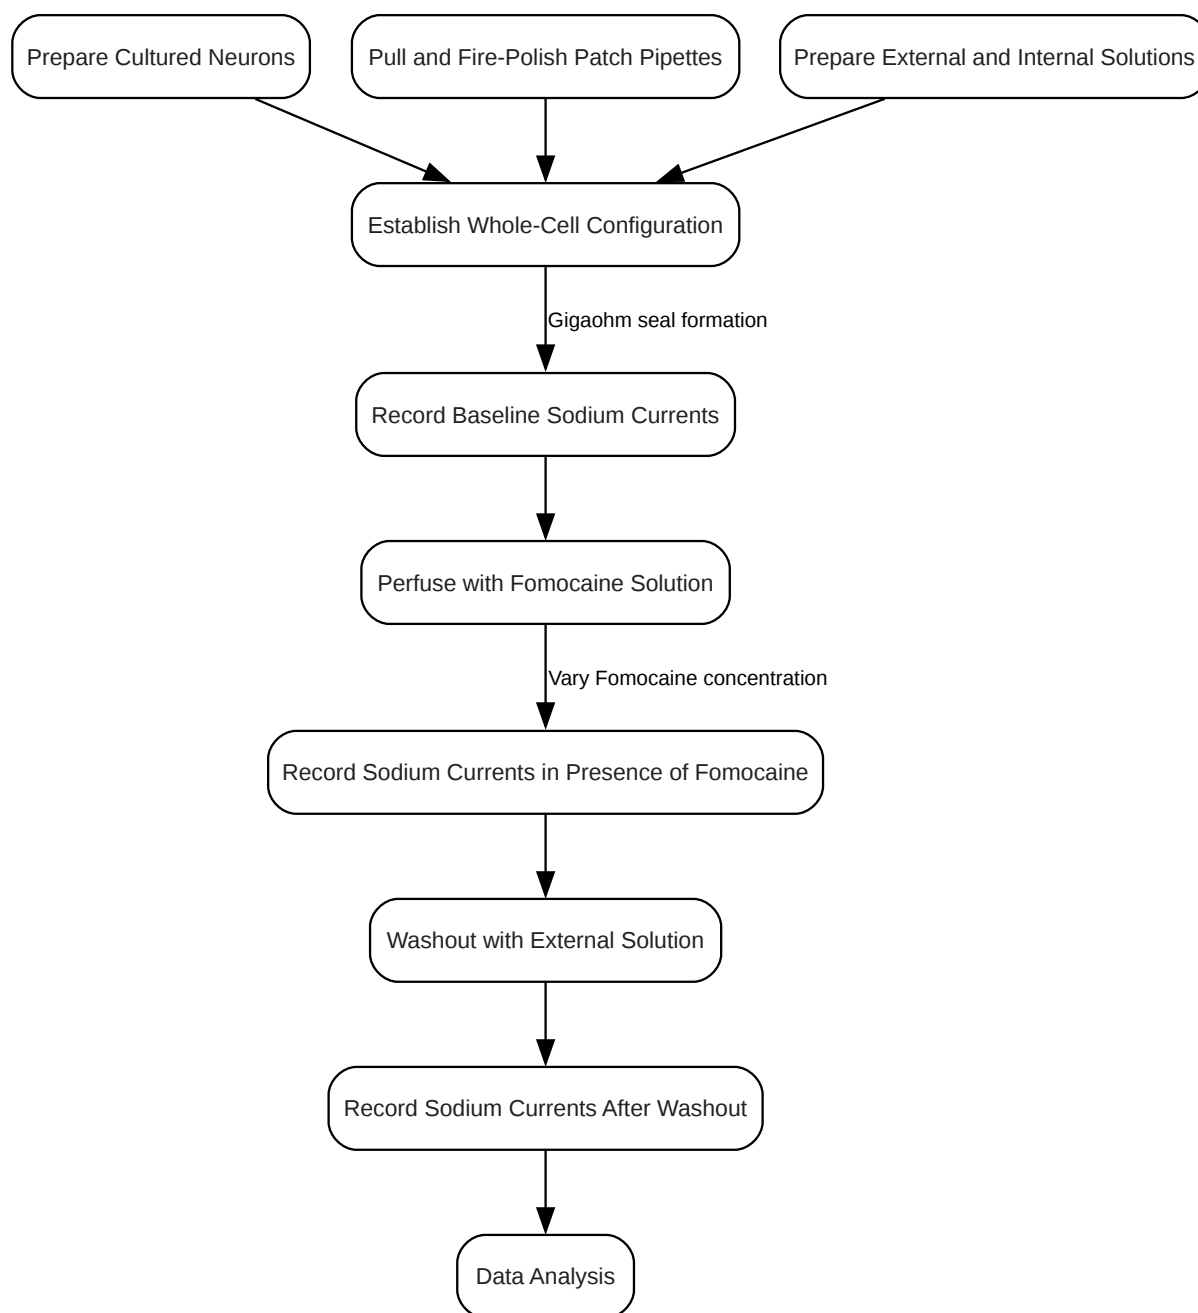 Prepare Cultured Neurons
Pull and Fire-Polish Patch Pipettes
Prepare External and Internal Solutions
Establish Whole-Cell Configuration
Gigaohm seal formation
Record Baseline Sodium Currents
Perfuse with Fomocaine Solution
Vary Fomocaine concentration
Record Sodium Currents in Presence of Fomocaine
Washout with External Solution
Record Sodium Currents After Washout
Data Analysis